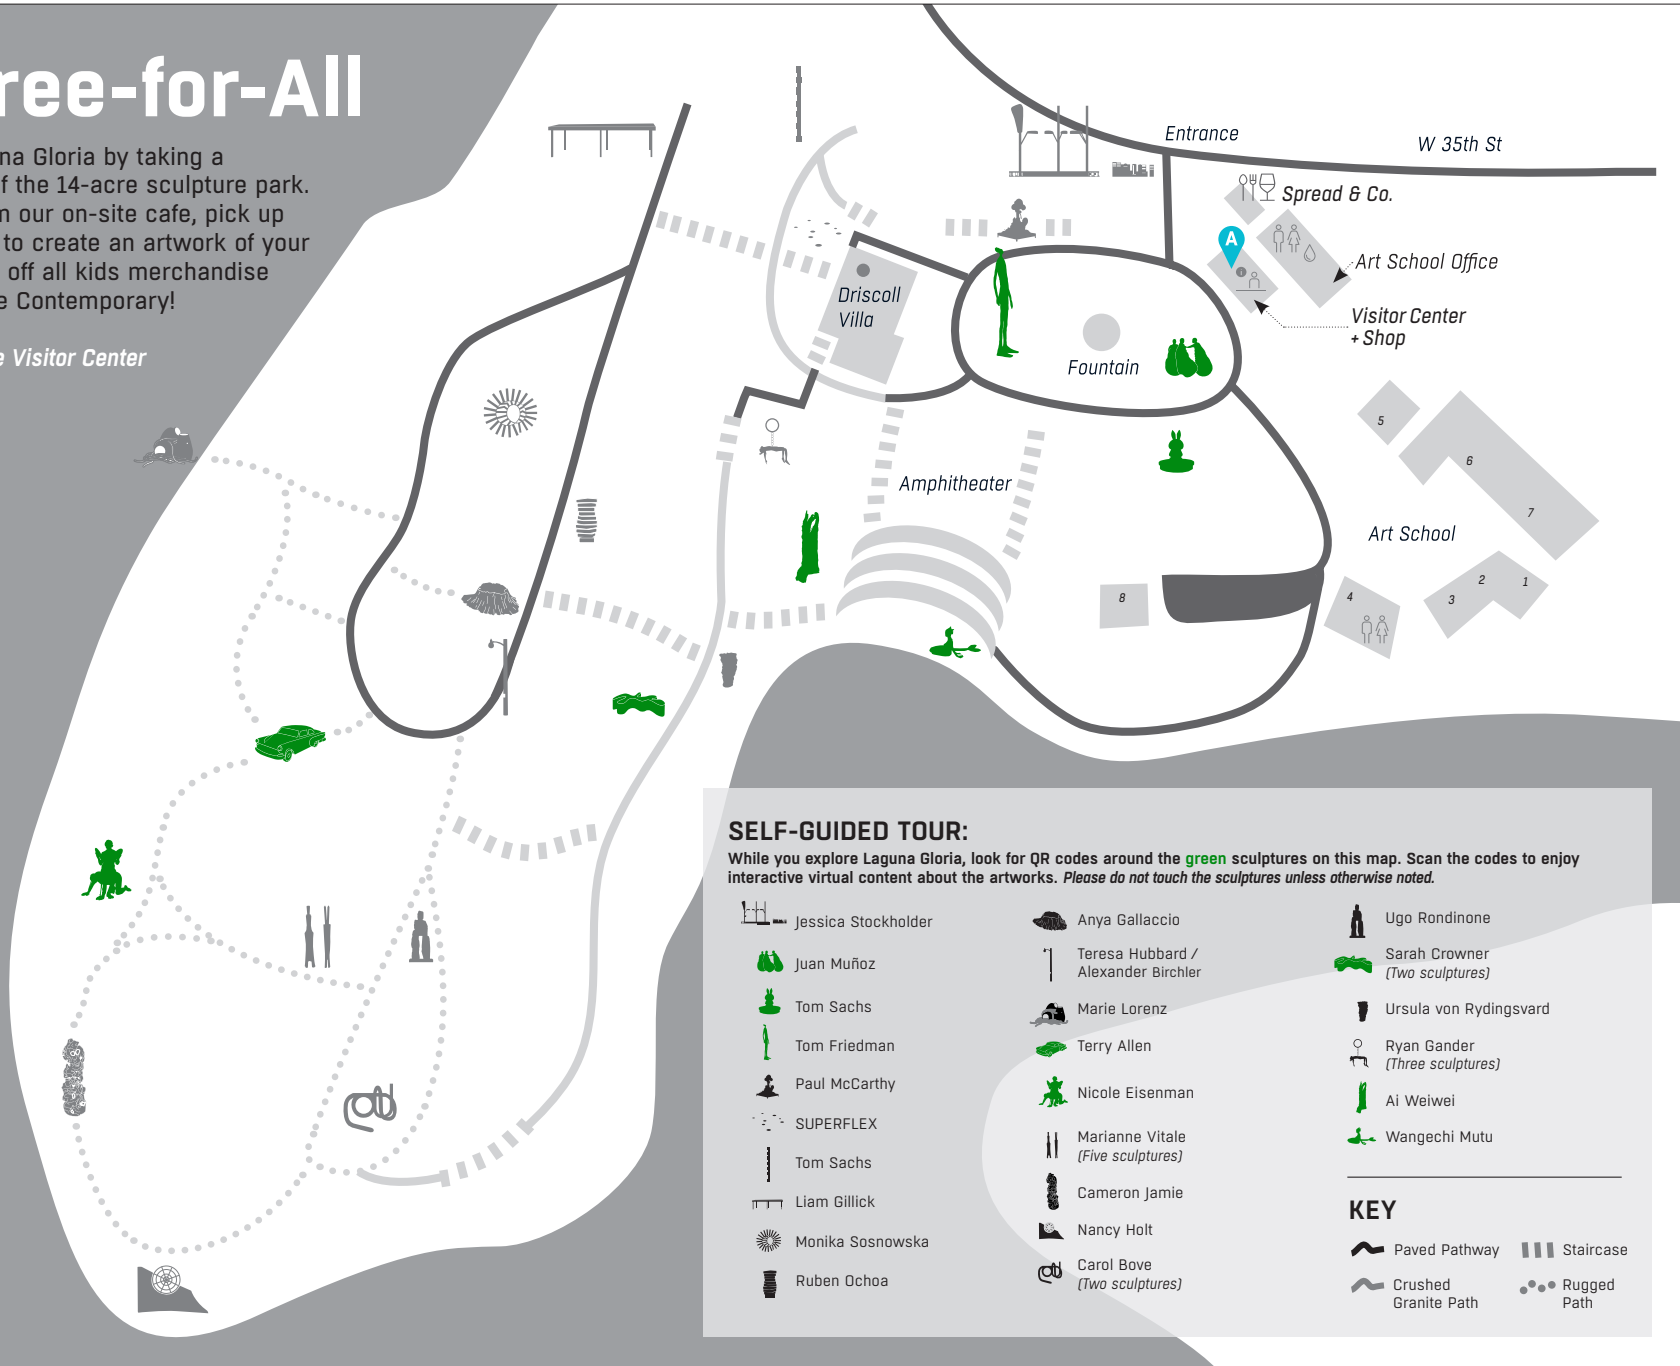 ree-for-All
na Gloria by taking a
f the 14-acre sculpture park.
m our on-site cafe, pick up
to create an artwork of your
off all kids merchandise
e Contemporary!
e Visitor Center
Entrance
W 35th St
Spread & Co.
A
Art School Office
Visitor Center
+ Shop
Driscoll
Villa
Fountain
Amphitheater
Art School
5
6
7
8
4
3
2
1
SELF-GUIDED TOUR:
While you explore Laguna Gloria, look for QR codes around the green sculptures on this map. Scan the codes to enjoy
interactive virtual content about the artworks. Please do not touch the sculptures unless otherwise noted.
Jessica Stockholder
Juan Muñoz
Tom Sachs
Tom Friedman
Paul McCarthy
SUPERFLEX
Tom Sachs
Liam Gillick
Monika Sosnowska
Ruben Ochoa
Anya Gallaccio
Teresa Hubbard /
Alexander Birchler
Marie Lorenz
Terry Allen
Nicole Eisenman
Marianne Vitale
(Five sculptures)
Cameron Jamie
Nancy Holt
Carol Bove
(Two sculptures)
Ugo Rondinone
Sarah Crowner
(Two sculptures)
Ursula von Rydingsvard
Ryan Gander
(Three sculptures)
Ai Weiwei
Wangechi Mutu
KEY
Paved Pathway
Staircase
Crushed
Granite Path
Rugged
Path